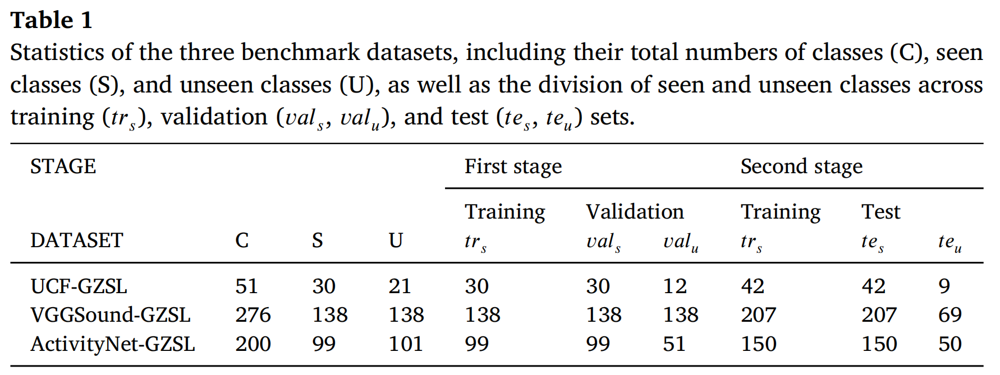 Table 1
Statistics of the three benchmark datasets, including their total numbers of classes (C), seen
classes (S), and unseen classes (U), as well as the division of seen and unseen classes across
training (tr_s), validation (val_s, val_u), and test (te_s, te_u) sets.
STAGE First stage Second stage
Training Validation Training Test
DATASET C S U tr_s val_s val_u tr_s te_s te_u
UCF-GZSL 51 30 21 30 30 12 42 42 9
VGGSound-GZSL 276 138 138 138 138 138 207 207 69
ActivityNet-GZSL 200 99 101 99 99 51 150 150 50